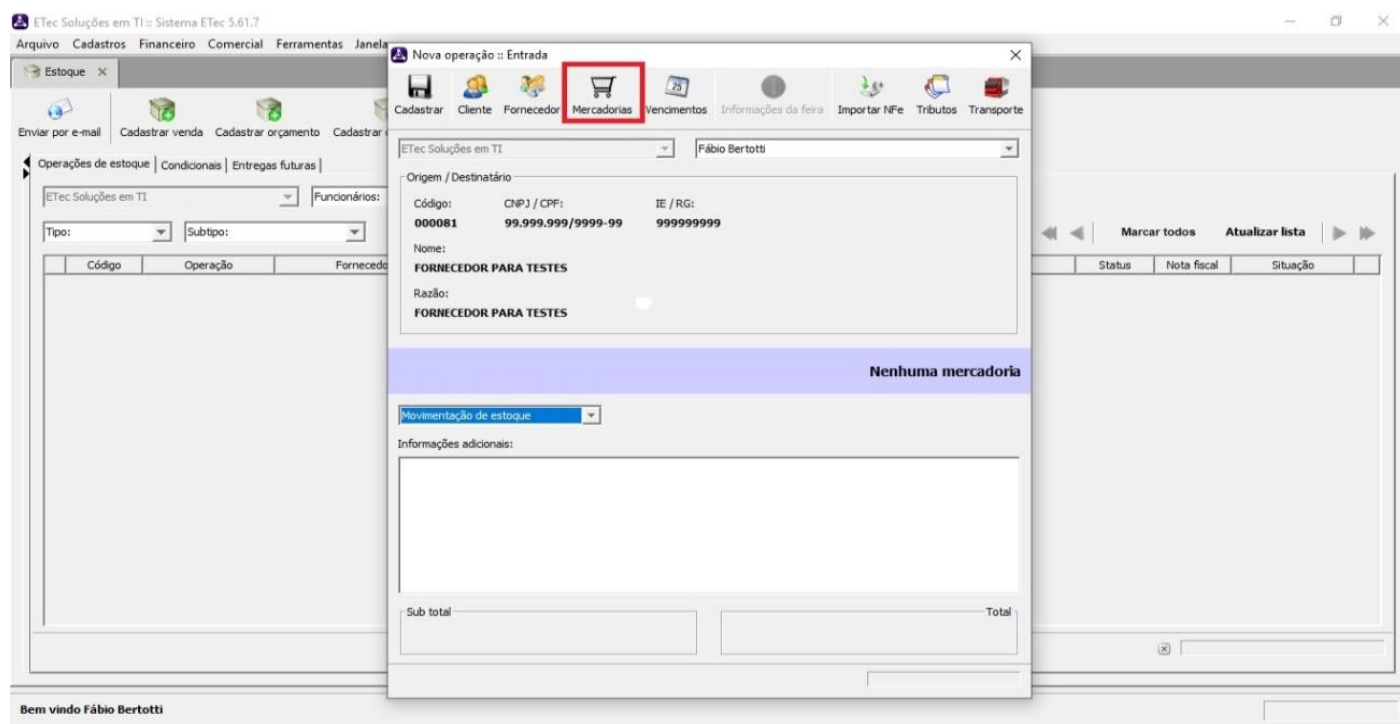 ETec Soluções em TI :: Sistema ETec 5.61.7
Arquivo Cadastros Financeiro Comercial Ferramentas Janela
Estoque
Enviar por e-mail Cadastrar venda Cadastrar orçamento Cadastrar
Operações de estoque Condicionais Entregas futuras
ETec Soluções em TI Funcionários:
Tipo: Subtipo: Marcar todos Atualizar lista
Código Operação Fornecedo Status Nota fiscal Situação
Nova operação :: Entrada
Cadastrar Cliente Fornecedor Mercadorias Vencimentos Informações da feira Importar NFe Tributos Transporte
25
ETec Soluções em TI Fábio Bertotti
Origem / Destinatário
Código: CNPJ / CPF: IE / RG:
000081 99.999.999/9999-99 999999999
Nome:
FORNECEDOR PARA TESTES
Razão:
FORNECEDOR PARA TESTES
Nenhuma mercadoria
Movimentação de estoque
Informações adicionais:
Sub total Total
Bem vindo Fábio Bertotti